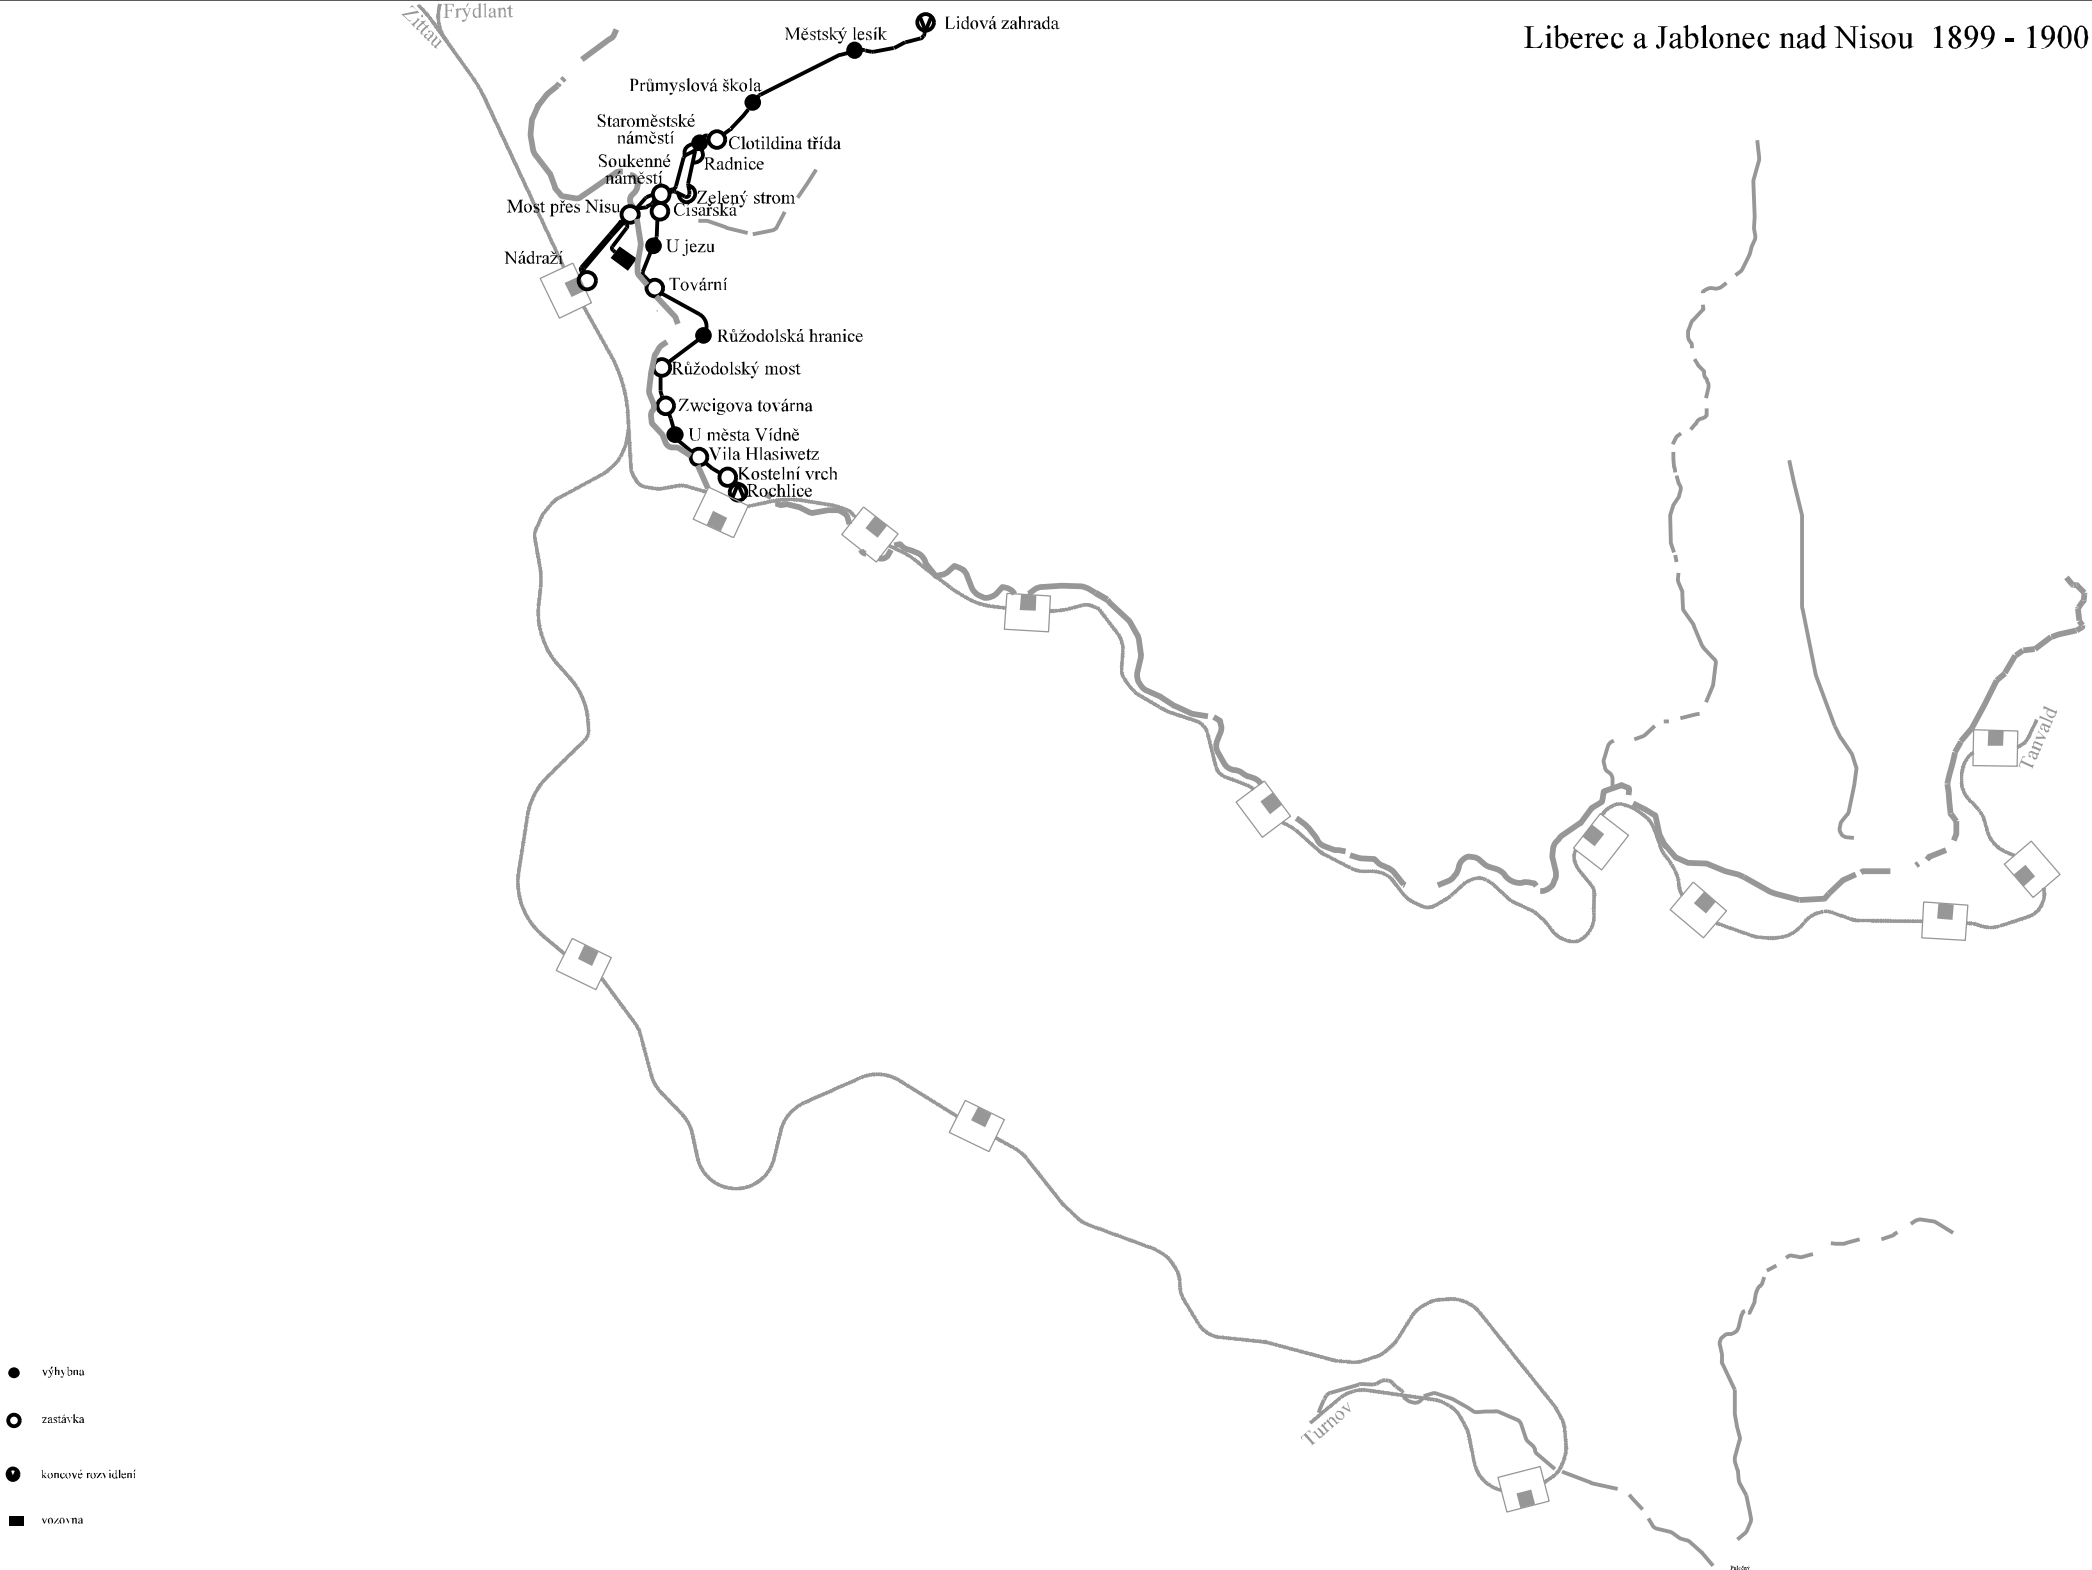 Frýdlant
Zittau
Liberec a Jablonec nad Nisou 1899 - 1900
Lidová zahrada
Městský lesík
Průmyslová škola
Staroměstské
náměstí
Clotildina třída
Radnice
Soukenné
náměstí
Zelený strom
Most přes Nisu
Císařská
U jezu
Nádraží
Tovární
Růžodolská hranice
Růžodolský most
Zweigova továrna
U města Vídně
Vila Hlasiwetz
Kostelní vrch
Rochlice
Tanvald
Turnov
výhybna
zastávka
koncové rozvidlení
vozovna